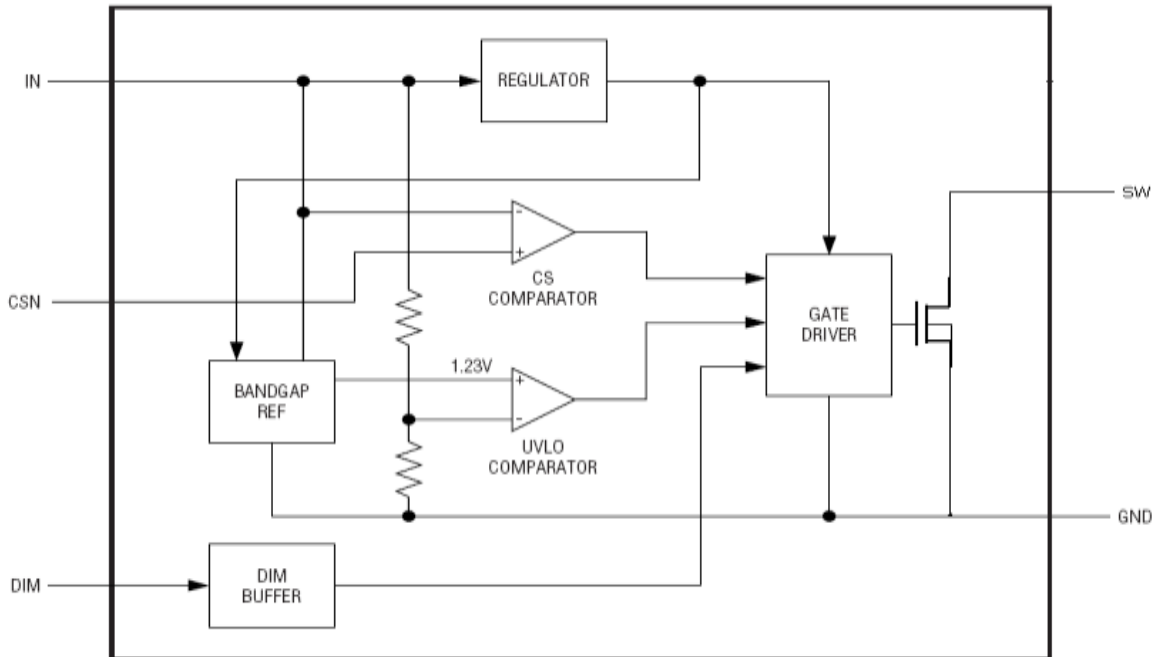 IN
REGULATOR
SW
-
+
CS
COMPARATOR
CSN
GATE
DRIVER
1.23V
BANDGAP
REF
+
-
UVLO
COMPARATOR
GND
DIM
DIM
BUFFER